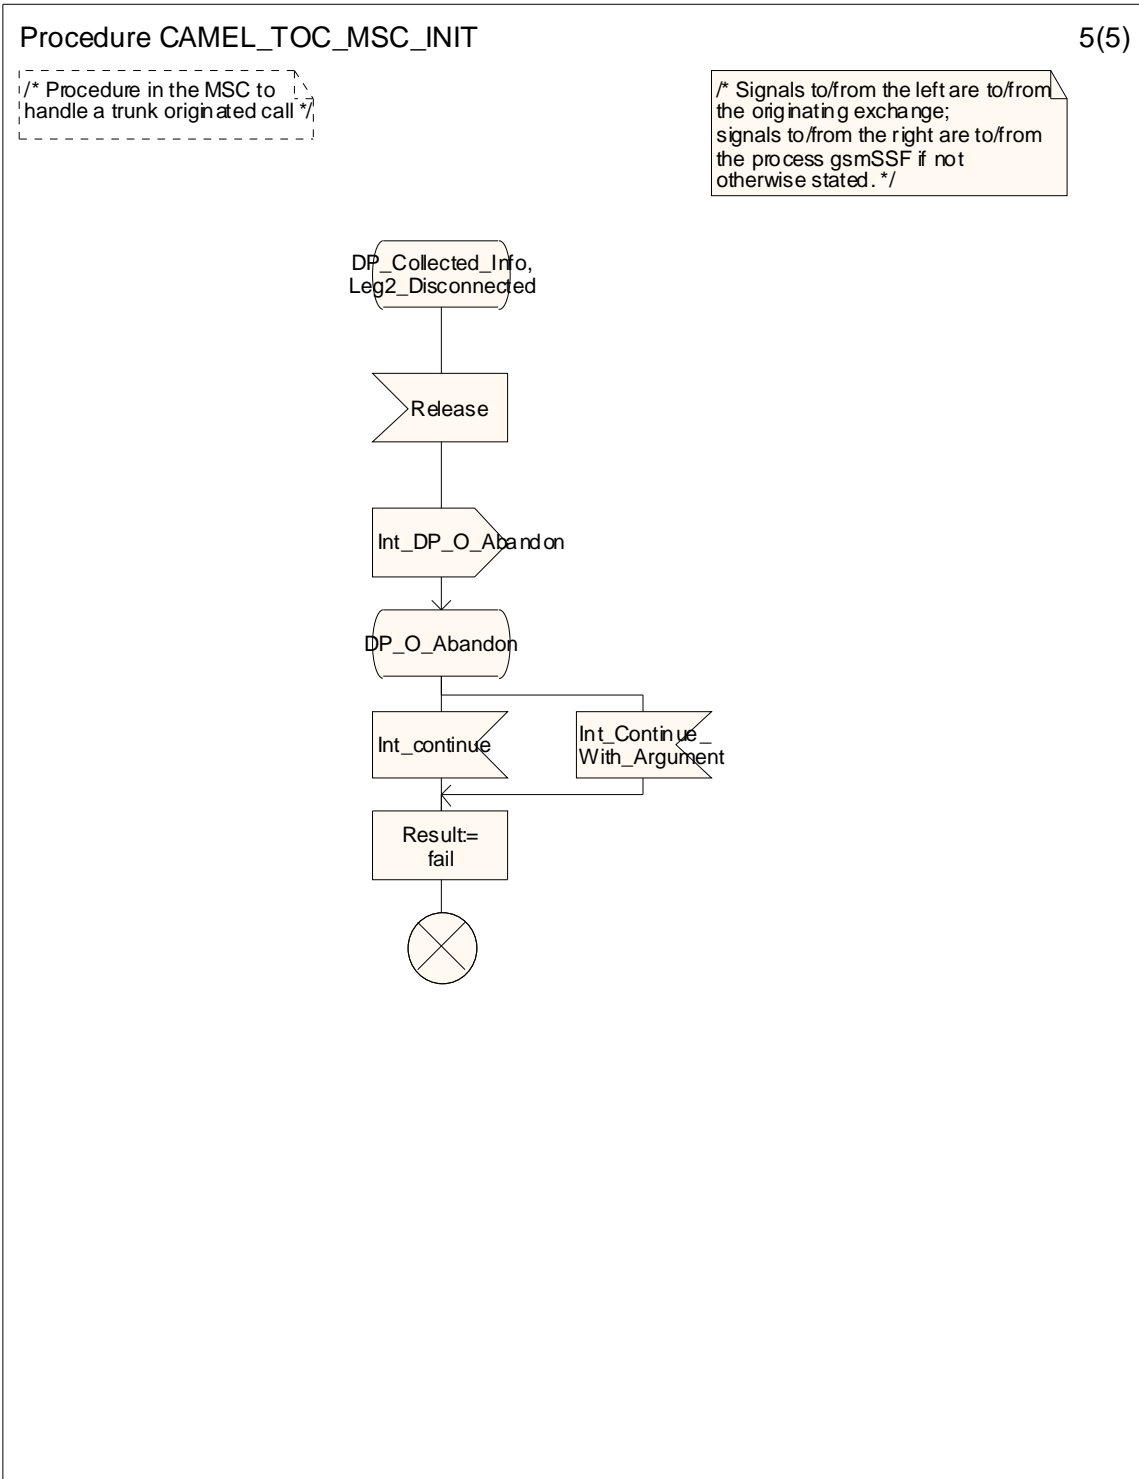 Procedure CAMEL_TOC_MSC_INIT
5(5)
/* Procedure in the MSC to
handle a trunk originated call */
/* Signals to/from the left are to/from
the originating exchange;
signals to/from the right are to/from
the process gsmSSF if not
otherwise stated. */
DP_Collected_Info,
Leg2_Disconnected
Release
Int_DP_O_Abandon
DP_O_Abandon
Int_continue
Int_Continue_
With_Argument
Result:=
fail